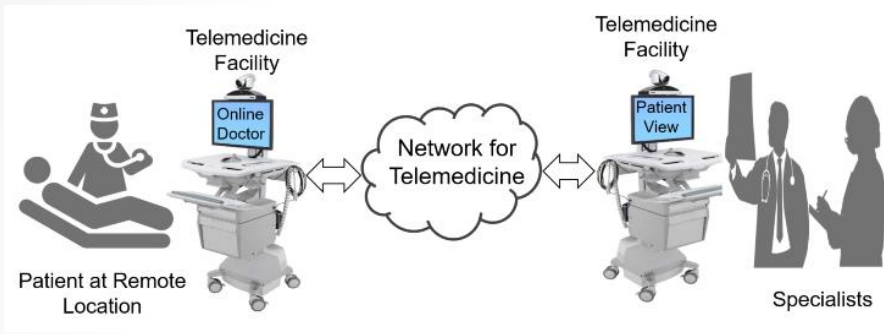 Telemedicine
Facility
Online
Doctor
Patient at Remote
Location
Network for
Telemedicine
Telemedicine
Facility
Patient
View
Specialists